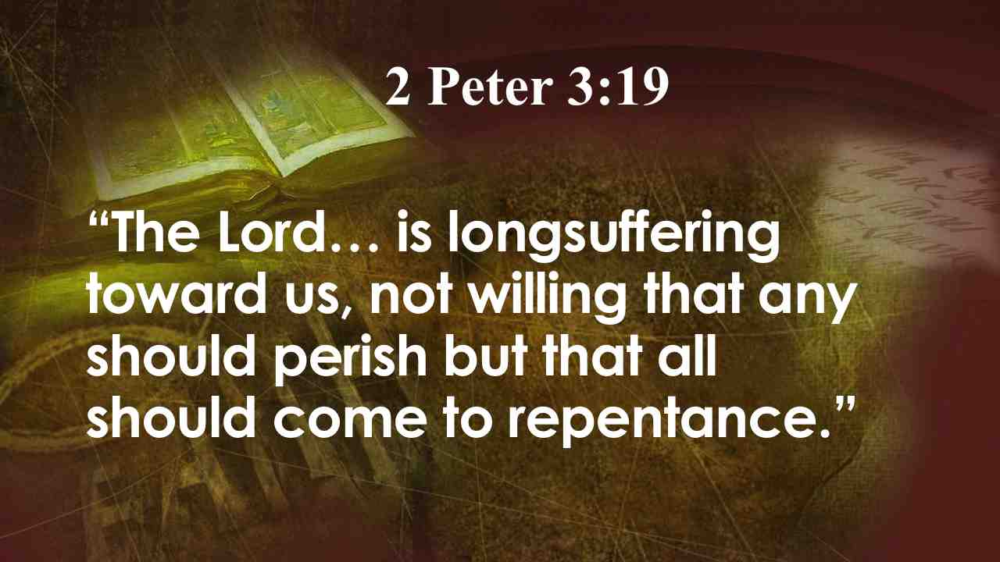 2 Peter 3:19
“The Lord… is longsuffering
toward us, not willing that any
should perish but that all
should come to repentance.”